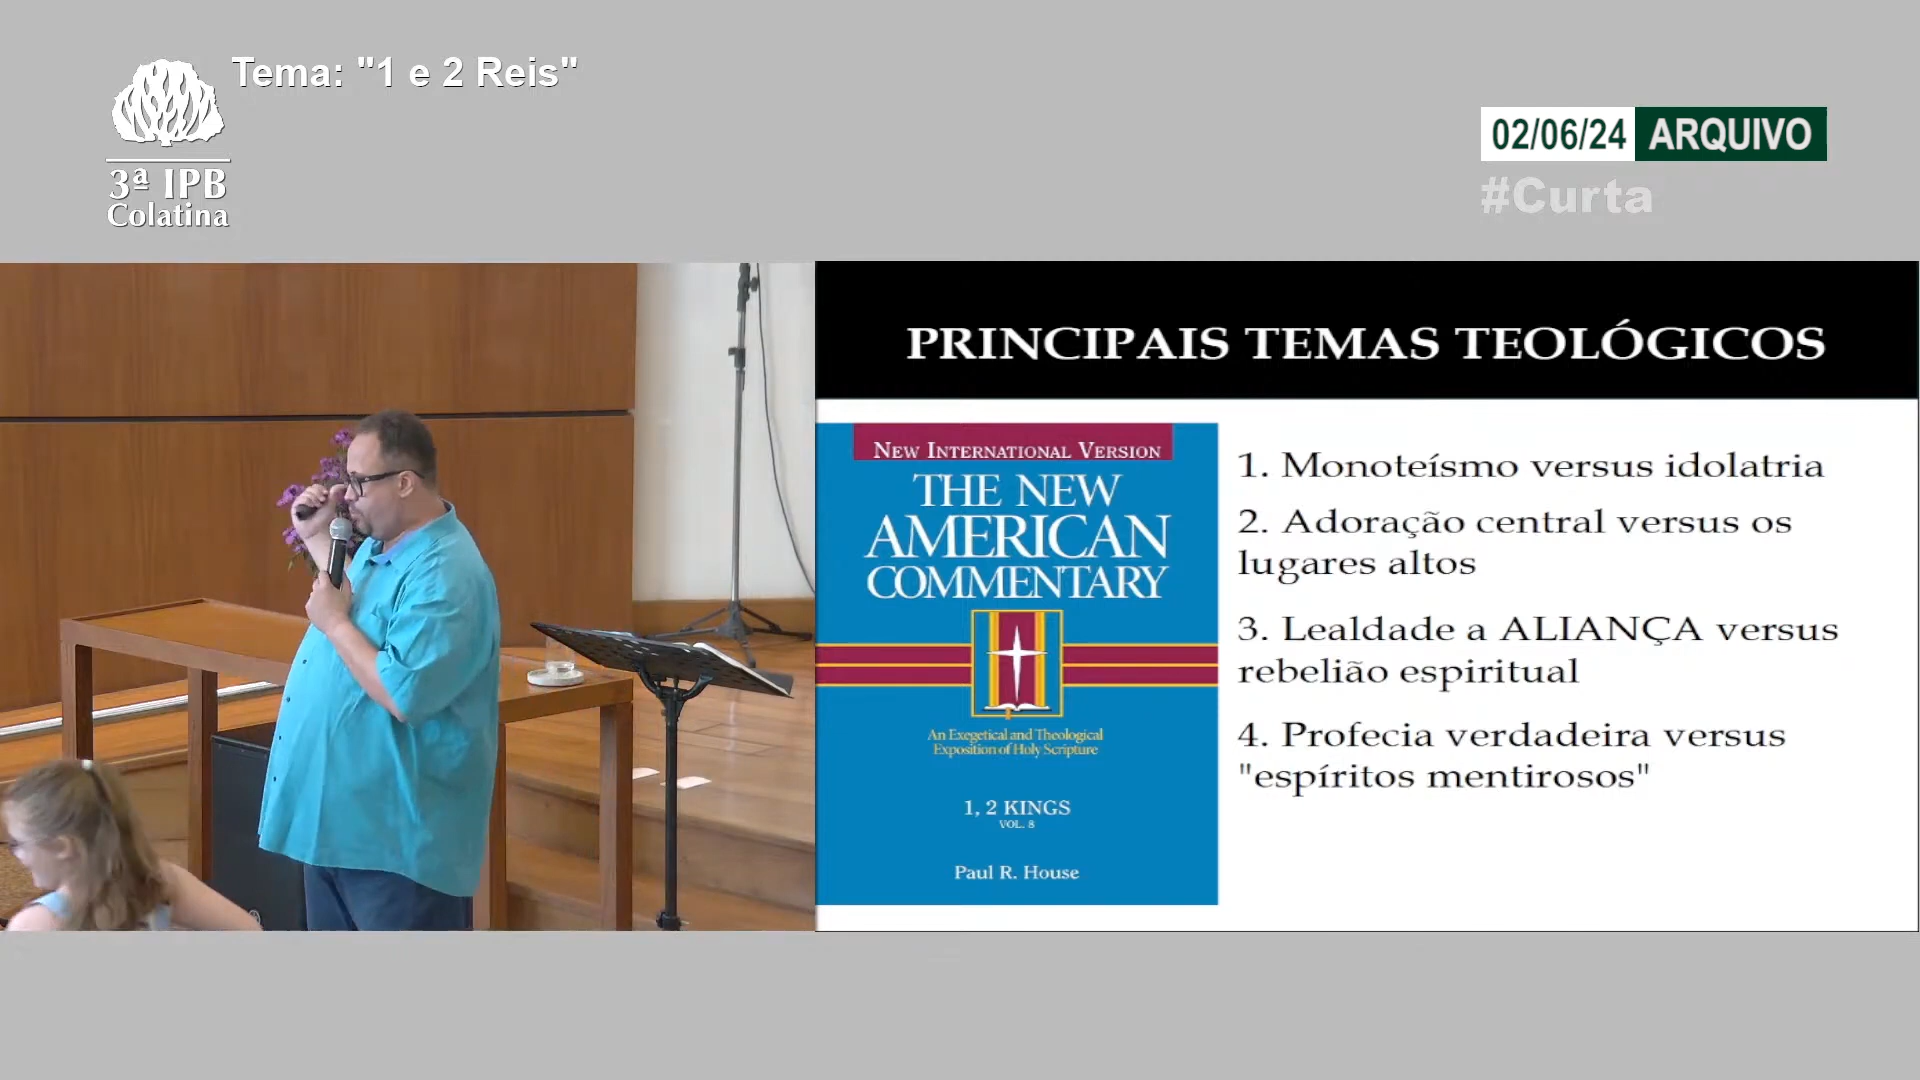 Tema: "1 e 2 Reis"
3ª IPB
Colatina
02/06/24 ARQUIVO
#Curta
PRINCIPAIS TEMAS TEOLÓGICOS
NEW INTERNATIONAL VERSION
THE NEW
AMERICAN
COMMENTARY
An Exegetical and Theological
Exposition of Holy Scripture
1, 2 KINGS
VOL. 8
Paul R. House
1. Monoteísmo versus idolatria
2. Adoração central versus os
lugares altos
3. Lealdade a ALIANÇA versus
rebelião espiritual
4. Profecia verdadeira versus
"espíritos mentirosos"